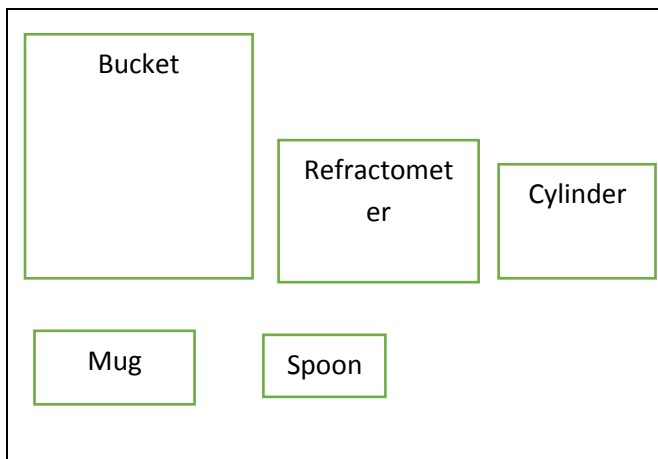 Bucket
Refractomet
er
Cylinder
Mug
Spoon